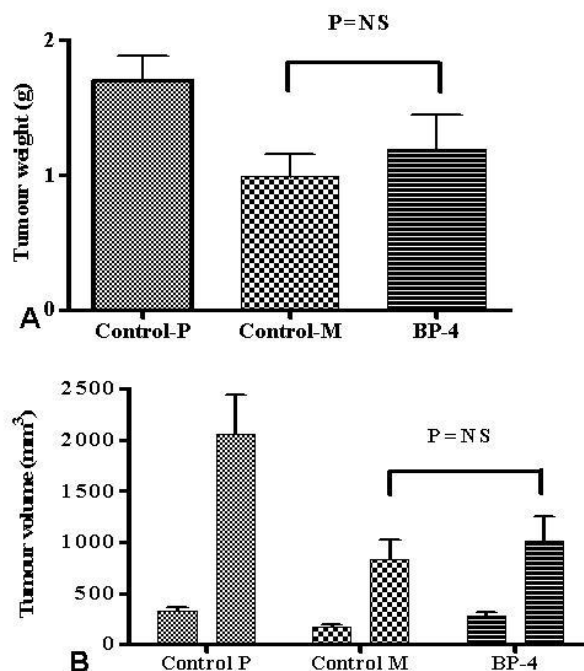 P=NS
Tumour weight (g)
2
1
0
A
Control-P
Control-M
BP-4
Tumour volume (mm³)
2500
2000
1500
1000
500
0
P=NS
B
Control P
Control M
BP-4